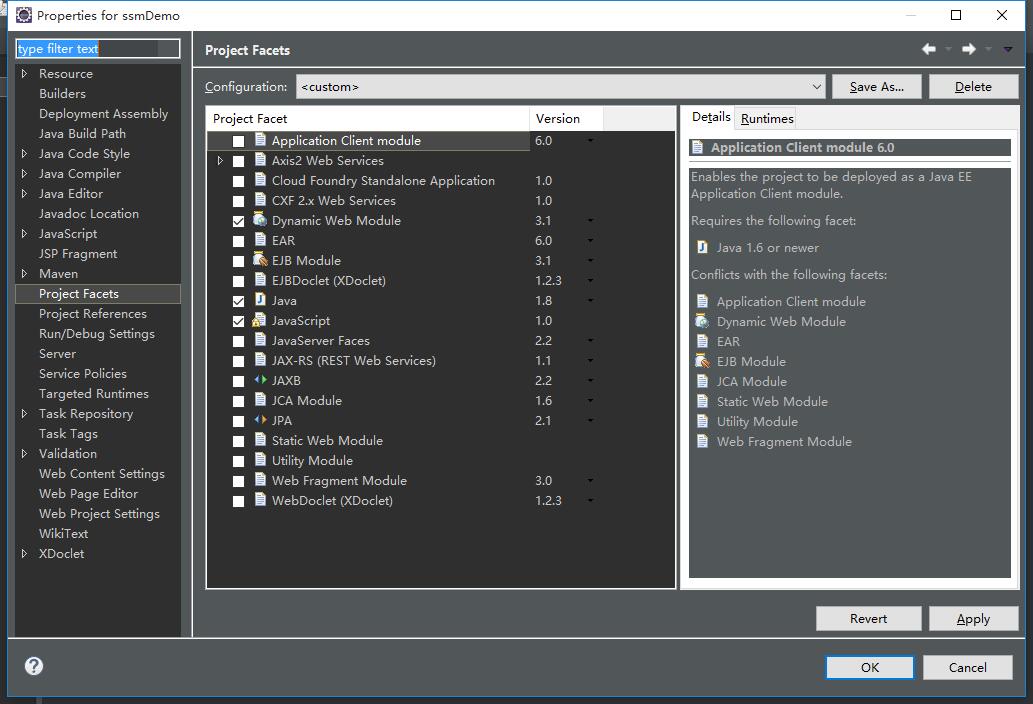 Properties for ssmDemo
type filter text
Resource
Builders
Deployment Assembly
Java Build Path
Java Code Style
Java Compiler
Java Editor
Javadoc Location
JavaScript
JSP Fragment
Maven
Project Facets
Project References
Run/Debug Settings
Server
Service Policies
Targeted Runtimes
Task Repository
Task Tags
Validation
Web Content Settings
Web Page Editor
Web Project Settings
WikiText
XDoclet
Project Facets
Configuration: <custom> Save As... Delete
Project Facet Version
Application Client module 6.0
Axis2 Web Services
Cloud Foundry Standalone Application 1.0
CXF 2.x Web Services 1.0
Dynamic Web Module 3.1
EAR 6.0
EJB Module 3.1
EJBDoclet (XDoclet) 1.2.3
Java 1.8
JavaScript 1.0
JavaServer Faces 2.2
JAX-RS (REST Web Services) 1.1
JAXB 2.2
JCA Module 1.6
JPA 2.1
Static Web Module
Utility Module
Web Fragment Module 3.0
WebDoclet (XDoclet) 1.2.3
Details Runtimes
Application Client module 6.0
Enables the project to be deployed as a Java EE
Application Client module.
Requires the following facet:
Java 1.6 or newer
Conflicts with the following facets:
Application Client module
Dynamic Web Module
EAR
EJB Module
JCA Module
Static Web Module
Utility Module
Web Fragment Module
Revert Apply
? OK Cancel